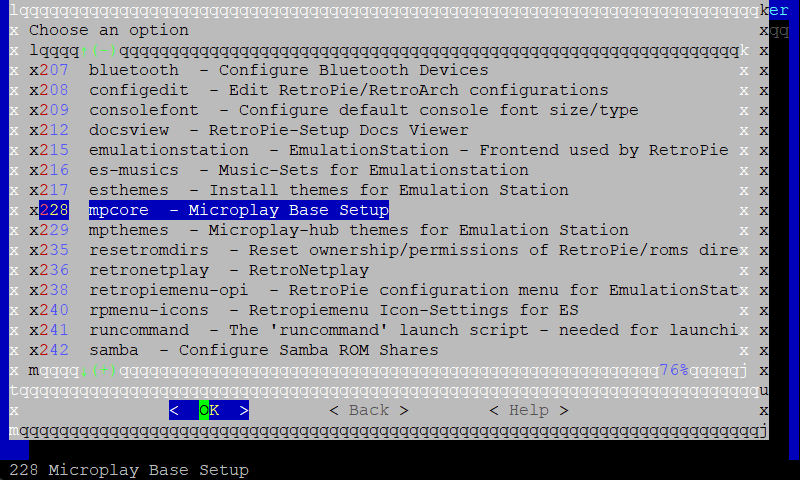 lqqqqqqqqqqqqqqqqqqqqqqqqqqqqqqqqqqqqqqqqqqqqqqqqqqqqqqqqqqqqqqqqqqqqqqqqqqker
x Choose an option xqq
x lqqqq↑(-)qqqqqqqqqqqqqqqqqqqqqqqqqqqqqqqqqqqqqqqqqqqqqqqqqqqqqqqqqqqqqqk x
x x207 bluetooth - Configure Bluetooth Devices x x
x x208 configedit - Edit RetroPie/RetroArch configurations x x
x x209 consolefont - Configure default console font size/type x x
x x212 docsview - RetroPie-Setup Docs Viewer x x
x x215 emulationstation - EmulationStation - Frontend used by RetroPie x x
x x216 es-musics - Music-Sets for Emulationstation x x
x x217 esthemes - Install themes for Emulation Station x x
x x228 mpcore - Microplay Base Setup x x
x x229 mpthemes - Microplay-hub themes for Emulation Station x x
x x235 resetromdirs - Reset ownership/permissions of RetroPie/roms direx x
x x236 retronetplay - RetroNetplay x x
x x238 retropiemenu-opi - RetroPie configuration menu for EmulationStatx x
x x240 rpmenu-icons - Retropiemenu Icon-Settings for ES x x
x x241 runcommand - The 'runcommand' launch script - needed for launchix x
x x242 samba - Configure Samba ROM Shares x x
x mqqqq↓(+)qqqqqqqqqqqqqqqqqqqqqqqqqqqqqqqqqqqqqqqqqqqqqqqqqqqqqq76%qqqqqj x
tqqqqqqqqqqqqqqqqqqqqqqqqqqqqqqqqqqqqqqqqqqqqqqqqqqqqqqqqqqqqqqqqqqqqqqqqqqu
x < OK > < Back > < Help > x
mqqqqqqqqqqqqqqqqqqqqqqqqqqqqqqqqqqqqqqqqqqqqqqqqqqqqqqqqqqqqqqqqqqqqqqqqqqj
228 Microplay Base Setup